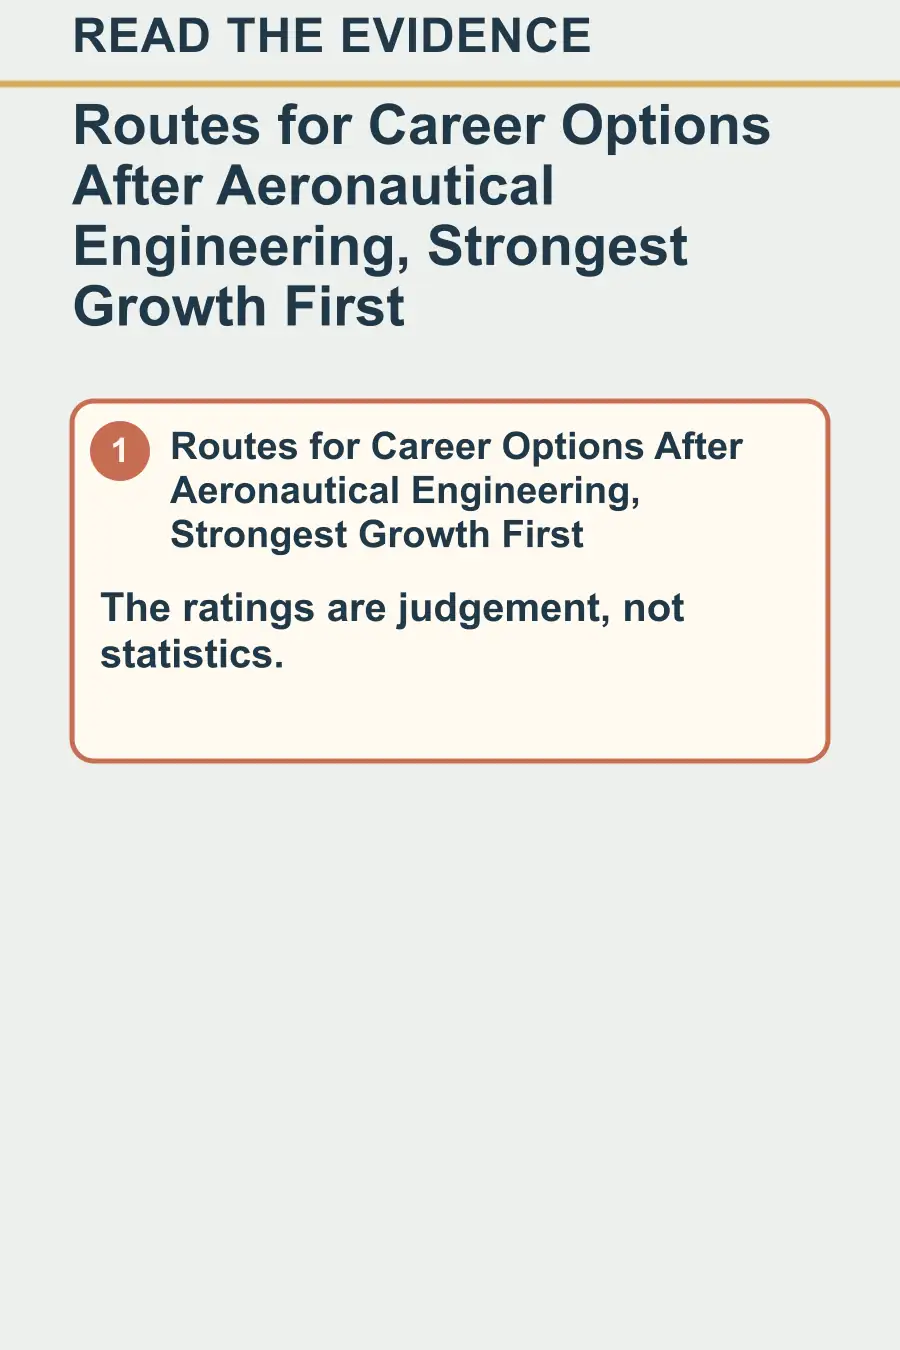 READ THE EVIDENCE
Routes for Career Options
After Aeronautical
Engineering, Strongest
Growth First
1
Routes for Career Options After
Aeronautical Engineering,
Strongest Growth First
The ratings are judgement, not
statistics.